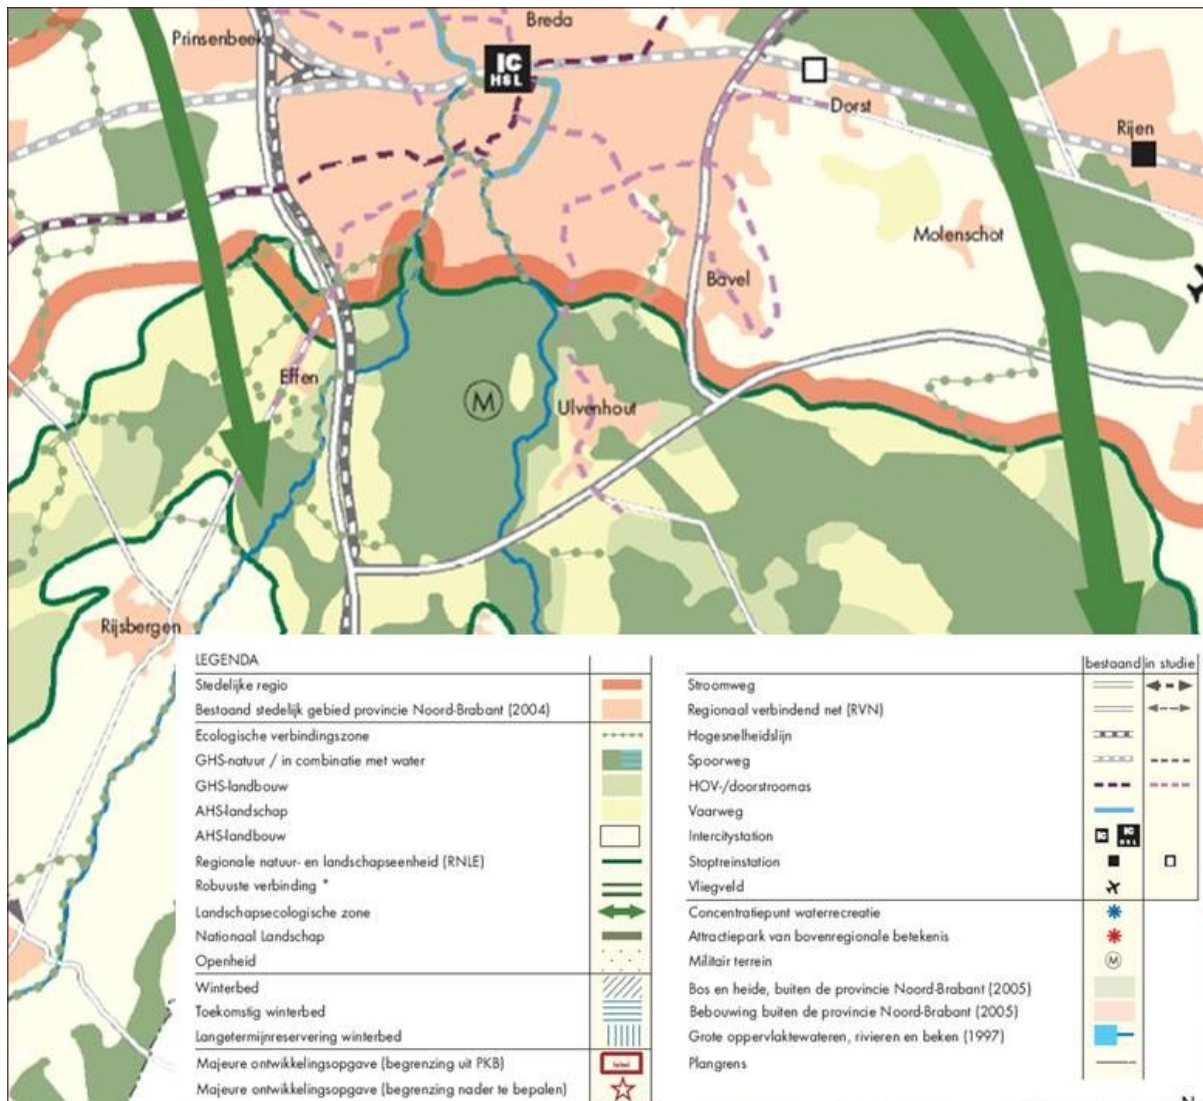 Breda
Prinsenbeek
IC
HSL
Dorst
Rijen
Molenschot
Bavel
Effen
M
Ulvenhout
Rijsbergen
LEGENDA
Stedelijke regio
Bestaand stedelijk gebied provincie Noord-Brabant (2004)
Ecologische verbindingszone
GHS-natuur / in combinatie met water
GHS-landbouw
AHS-landschap
AHS-landbouw
Regionale natuur- en landschapseenheid (RNLE)
Robuuste verbinding *
Landschapsecologische zone
Nationaal Landschap
Openheid
Winterbed
Toekomstig winterbed
Langetermijnreservering winterbed
Majeure ontwikkelingsopgave (begrenzing uit PKB)
Majeure ontwikkelingsopgave (begrenzing nader te bepalen)
bestaand in studie
Stroomweg
Regionaal verbindend net (RVN)
Hogesnelheidslijn
Spoorweg
HOV-/doorstroomas
Vaarweg
Intercitystation IC IC
HSL
Stoptreinstation
Vliegveld
Concentratiepunt waterrecreatie
Attractiepark van bovenregionale betekenis
Militair terrein M
Bos en heide, buiten de provincie Noord-Brabant (2005)
Bebouwing buiten de provincie Noord-Brabant (2005)
Grote oppervlaktewateren, rivieren en beken (1997)
Plangrens